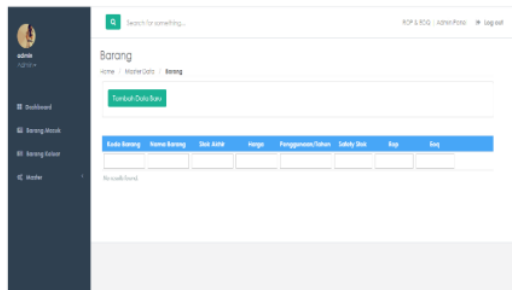 Search for something...
ROP & EOQ | Admin Panel
Log out
admin
Admin
Barang
Home / Master Data / Barang
Tambah Data Baru
Dashboard
Barang Masuk
Barang Keluar
Master
Kode Barang Nama Barang Stok Akhir Harga Penggunaan/Tahun Safety Stok Rop Eoq
No results found.